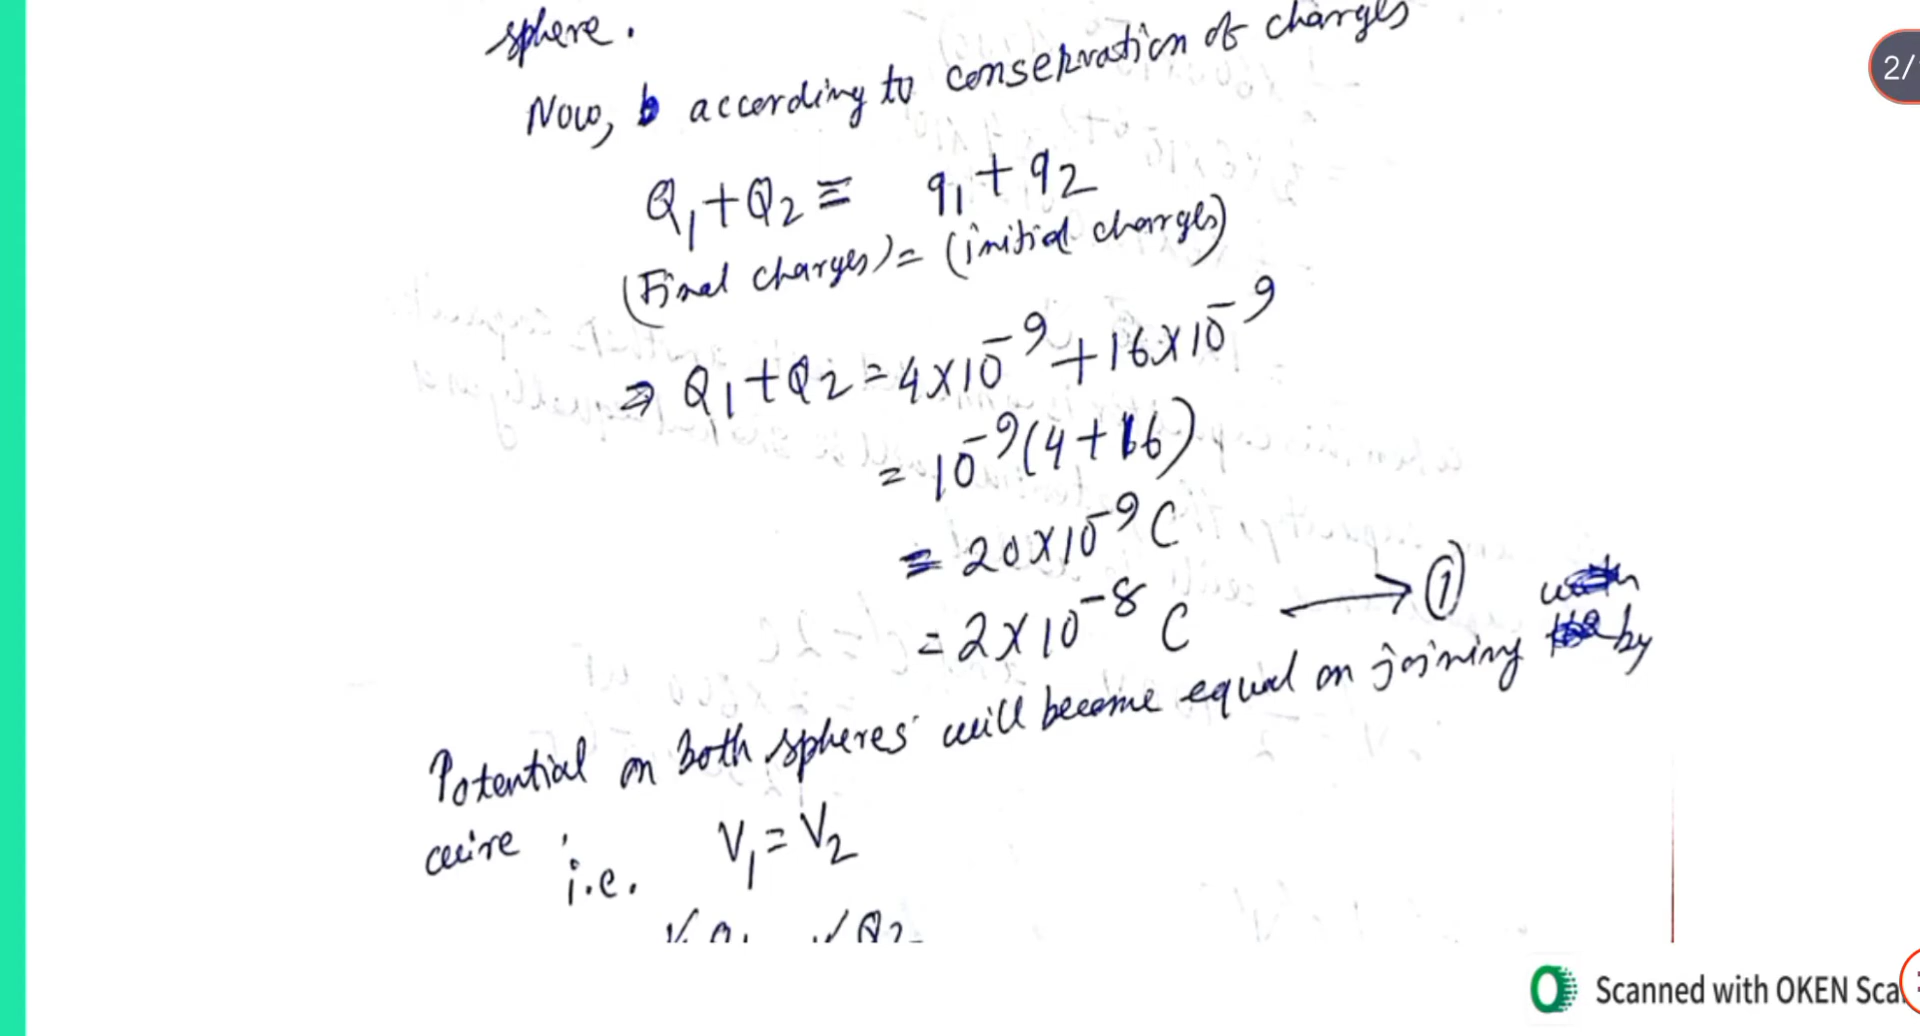 sphere.
Now, according to conservation of charges
Q₁+Q₂ = q₁+q₂
(Final charges) = (initial charges)
⇒ Q₁+Q₂ = 4×10⁻⁹+16×10⁻⁹
= 10⁻⁹(4+16)
= 20×10⁻⁹ C
= 2×10⁻⁸ C → ①
Potential on both spheres will become equal on joining by
wire i.e. V₁=V₂
2/
Scanned with OKEN Sca